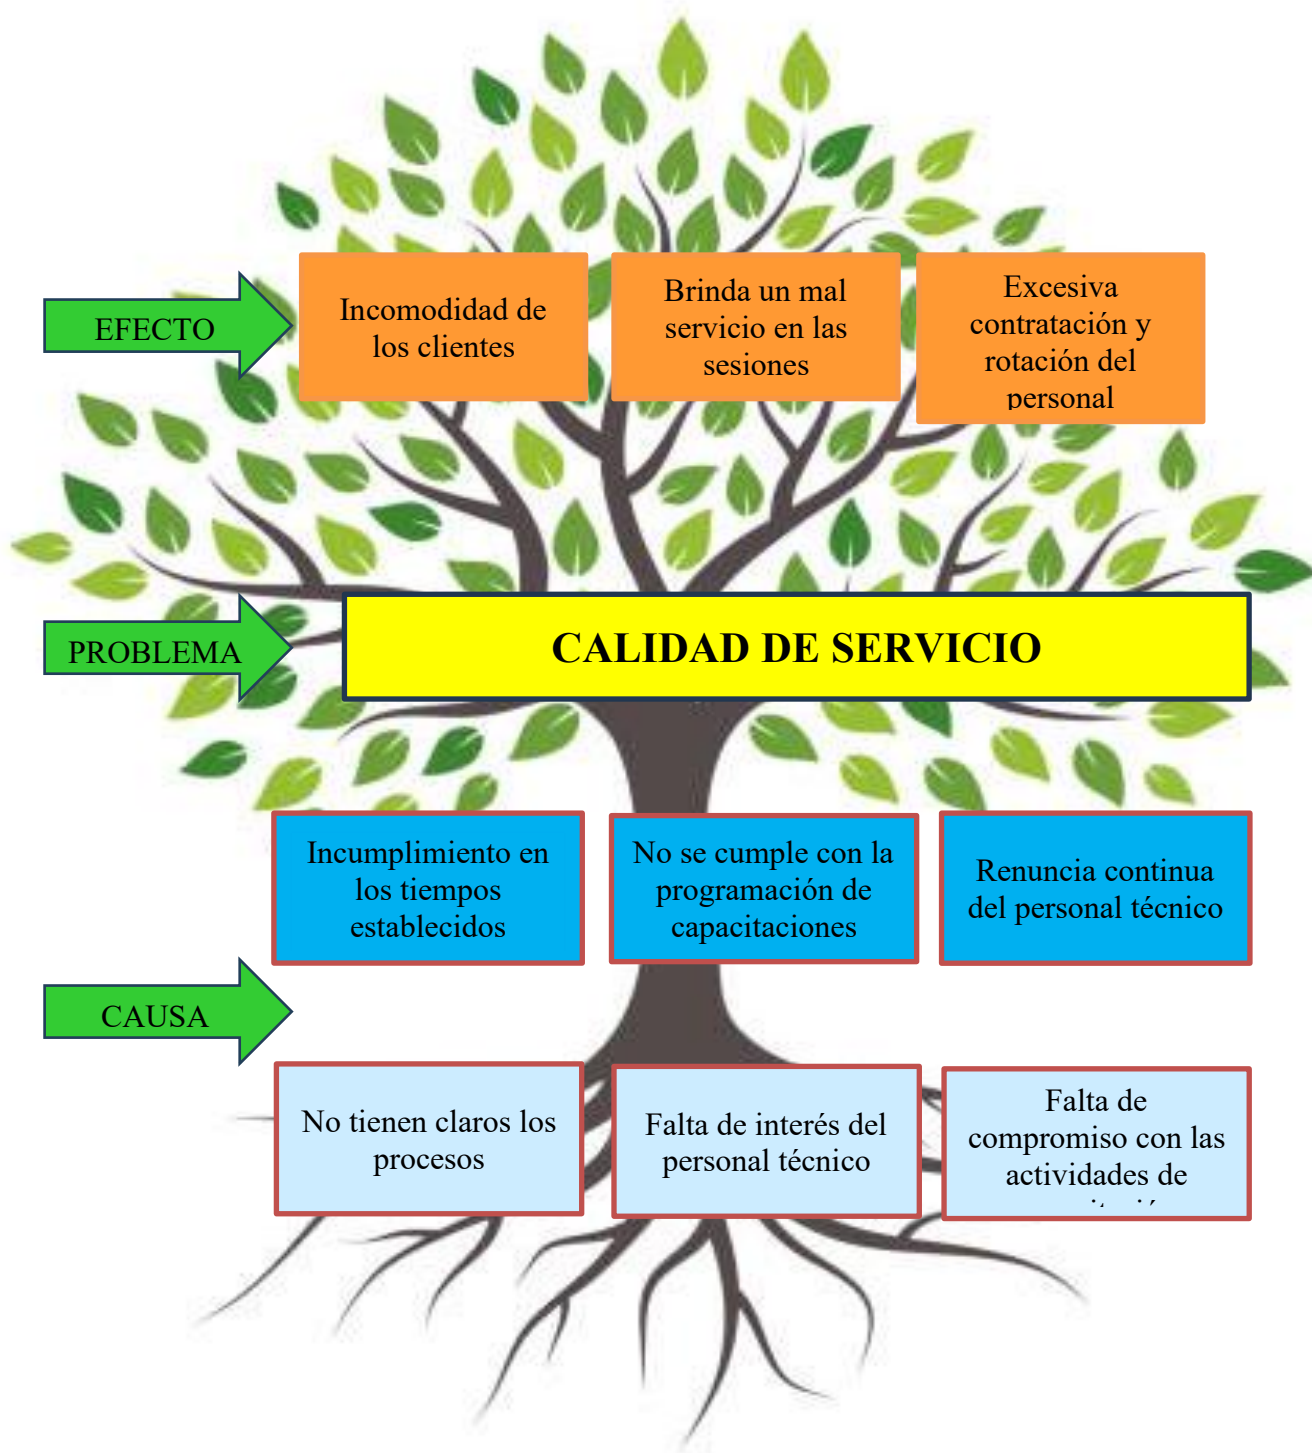 EFECTO
Incomodidad de
los clientes
Brinda un mal
servicio en las
sesiones
Excesiva
contratación y
rotación del
personal
PROBLEMA
CALIDAD DE SERVICIO
Incumplimiento en
los tiempos
establecidos
No se cumple con la
programación de
capacitaciones
Renuncia continua
del personal técnico
CAUSA
No tienen claros los
procesos
Falta de interés del
personal técnico
Falta de
compromiso con las
actividades de